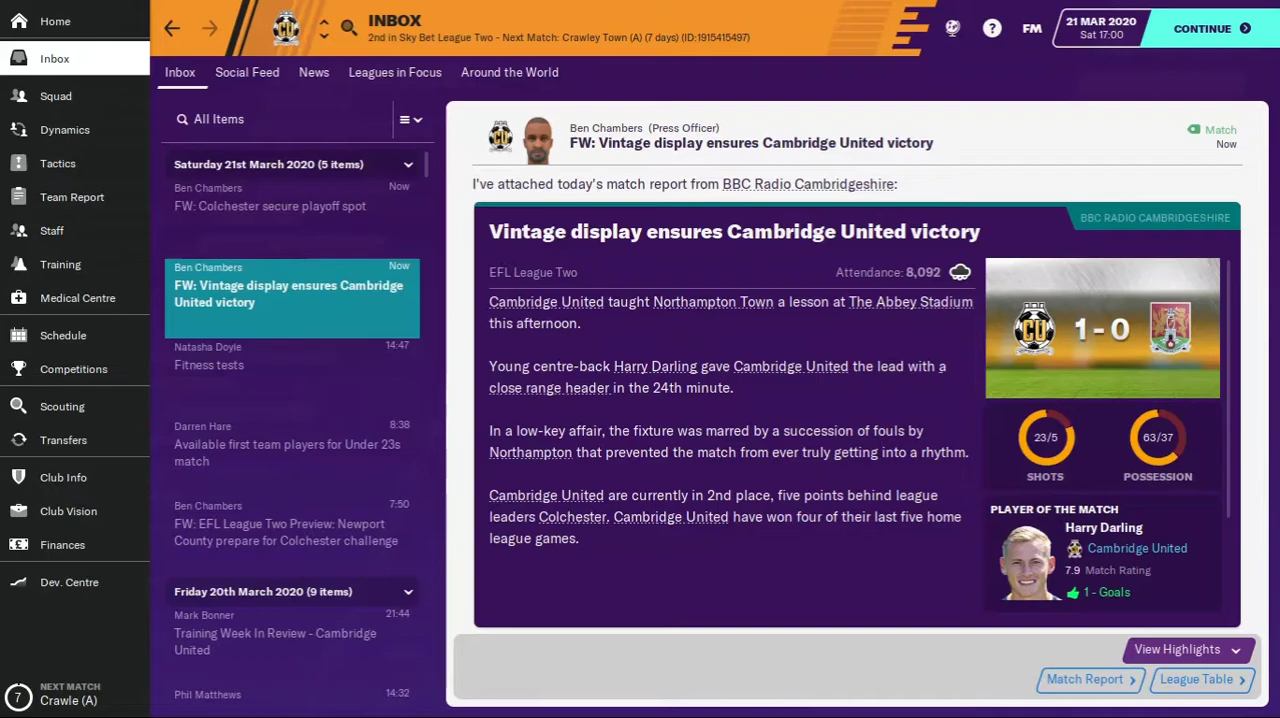 Home
Inbox
Squad
Dynamics
Tactics
Team Report
Staff
Training
Medical Centre
Schedule
Competitions
Scouting
Transfers
Club Info
Club Vision
Finances
Dev. Centre
7
NEXT MATCH
Crawle (A)
INBOX
2nd in Sky Bet League Two - Next Match: Crawley Town (A) (7 days) (ID:1915415497)
?
FM
21 MAR 2020
Sat 17:00
CONTINUE
Inbox Social Feed News Leagues in Focus Around the World
All Items
Saturday 21st March 2020 (5 items)
Ben Chambers Now
FW: Colchester secure playoff spot
Ben Chambers Now
FW: Vintage display ensures Cambridge
United victory
Natasha Doyle 14:47
Fitness tests
Darren Hare 8:38
Available first team players for Under 23s
match
Ben Chambers 7:50
FW: EFL League Two Preview: Newport
County prepare for Colchester challenge
Friday 20th March 2020 (9 items)
Mark Bonner 21:44
Training Week In Review - Cambridge
United
Phil Matthews 14:32
CU
Ben Chambers (Press Officer)
FW: Vintage display ensures Cambridge United victory
Match
Now
I've attached today's match report from BBC Radio Cambridgeshire:
BBC RADIO CAMBRIDGESHIRE
Vintage display ensures Cambridge United victory
EFL League Two Attendance: 8,092
Cambridge United taught Northampton Town a lesson at The Abbey Stadium
this afternoon.
Young centre-back Harry Darling gave Cambridge United the lead with a
close range header in the 24th minute.
In a low-key affair, the fixture was marred by a succession of fouls by
Northampton that prevented the match from ever truly getting into a rhythm.
Cambridge United are currently in 2nd place, five points behind league
leaders Colchester. Cambridge United have won four of their last five home
league games.
CU
1 - 0
23/5
SHOTS
63/37
POSSESSION
PLAYER OF THE MATCH
Harry Darling
Cambridge United
7.9 Match Rating
1 - Goals
View Highlights
Match Report
League Table